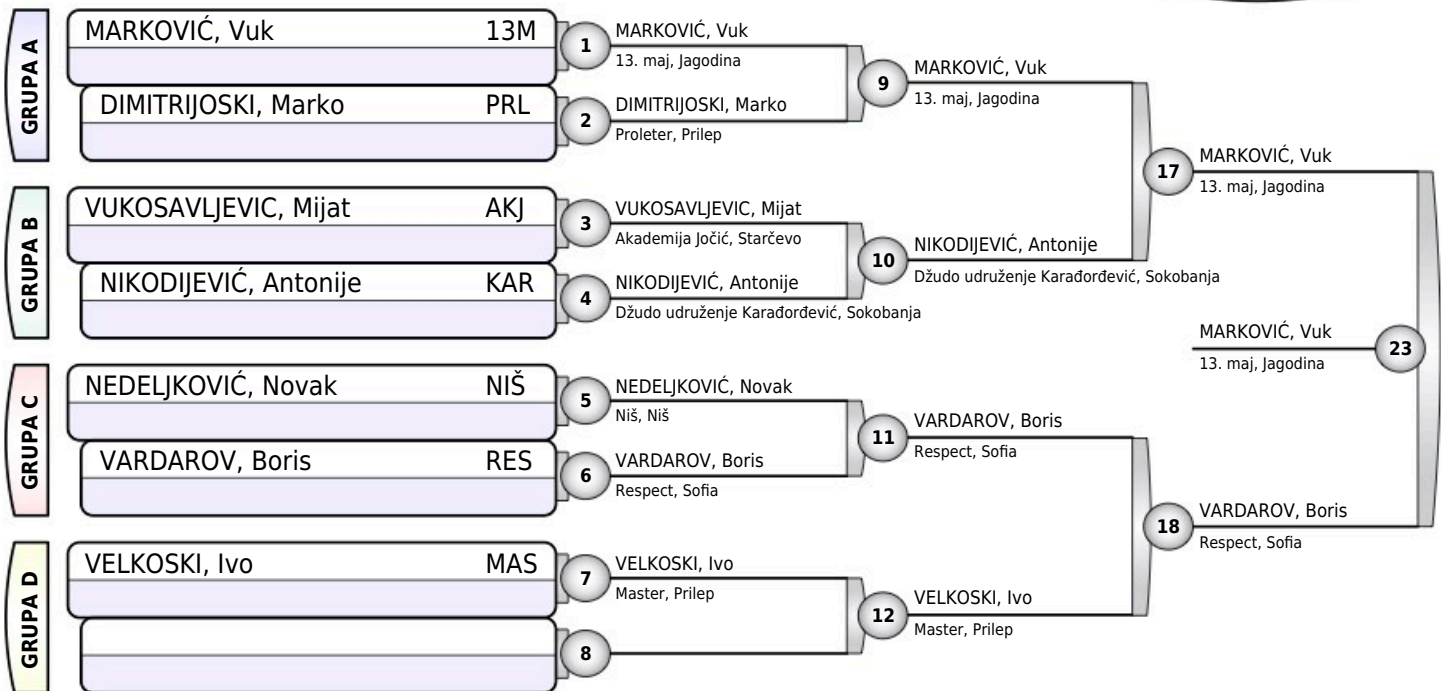 GRUPA A
MARKOVIĆ, Vuk 13M
DIMITRIJOSKI, Marko PRL
GRUPA B
VUKOSAVLJEVIC, Mijat AKJ
NIKODIJEVIĆ, Antonije KAR
GRUPA C
NEDELJKOVIĆ, Novak NIŠ
VARDAROV, Boris RES
GRUPA D
VELKOSKI, Ivo MAS
1
MARKOVIĆ, Vuk
13. maj, Jagodina
2
DIMITRIJOSKI, Marko
Proleter, Prilep
3
VUKOSAVLJEVIC, Mijat
Akademija Jočić, Starčevo
4
NIKODIJEVIĆ, Antonije
Džudo udruženje Karađorđević, Sokobanja
5
NEDELJKOVIĆ, Novak
Niš, Niš
6
VARDAROV, Boris
Respect, Sofia
7
VELKOSKI, Ivo
Master, Prilep
8
9
MARKOVIĆ, Vuk
13. maj, Jagodina
10
NIKODIJEVIĆ, Antonije
Džudo udruženje Karađorđević, Sokobanja
11
VARDAROV, Boris
Respect, Sofia
12
VELKOSKI, Ivo
Master, Prilep
17
MARKOVIĆ, Vuk
13. maj, Jagodina
18
VARDAROV, Boris
Respect, Sofia
MARKOVIĆ, Vuk
13. maj, Jagodina
23